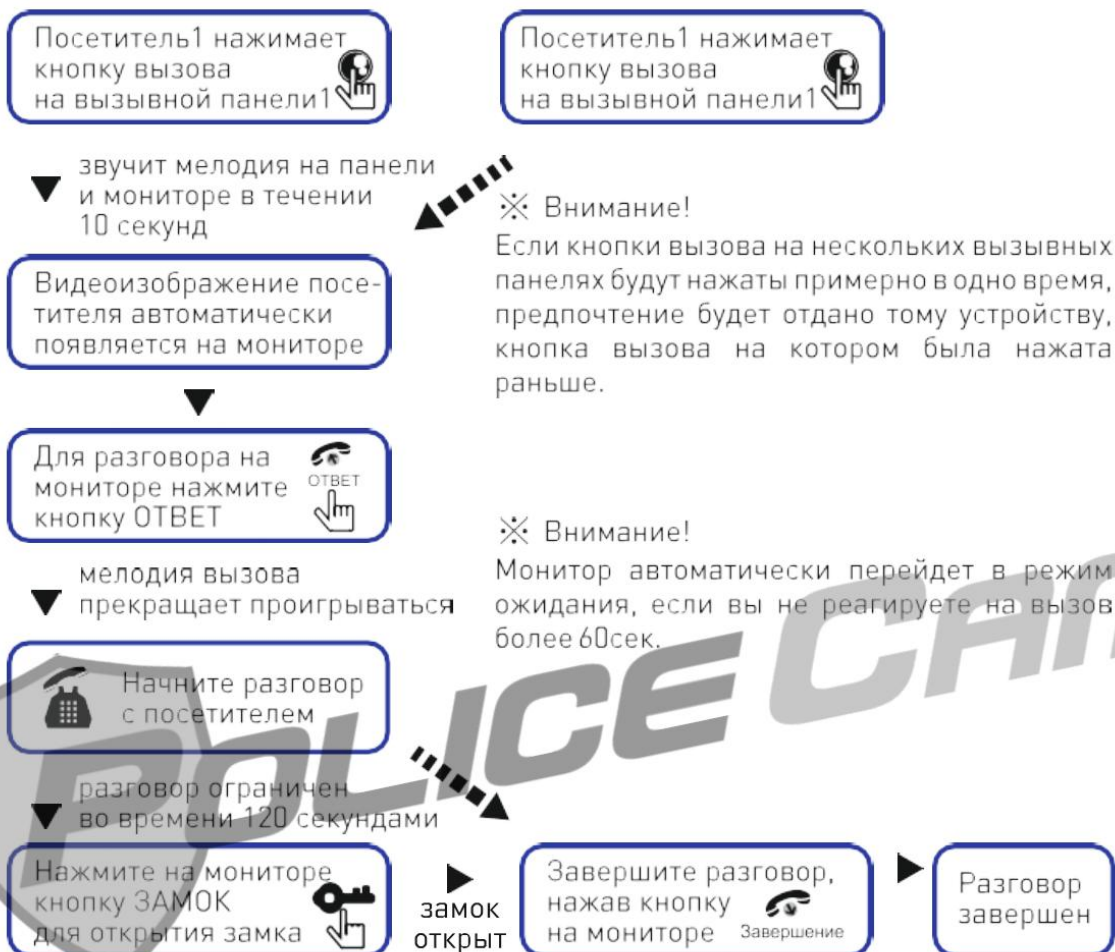 Посетитель1 нажимает
кнопку вызова
на вызывной панели1
Посетитель1 нажимает
кнопку вызова
на вызывной панели1
звучит мелодия на панели
и мониторе в течении
10 секунд
※ Внимание!
Если кнопки вызова на нескольких вызывных
панелях будут нажаты примерно в одно время,
предпочтение будет отдано тому устройству,
кнопка вызова на котором была нажата
раньше.
Видеоизображение посе-
тителя автоматически
появляется на мониторе
Для разговора на
мониторе нажмите
кнопку ОТВЕТ
ОТВЕТ
※ Внимание!
Монитор автоматически перейдет в режим
ожидания, если вы не реагируете на вызов
более 60сек.
мелодия вызова
прекращает проигрываться
Начните разговор
с посетителем
POLICECAM
разговор ограничен
во времени 120 секундами
Нажмите на мониторе
кнопку ЗАМОК
для открытия замка
замок
открыт
Завершите разговор,
нажав кнопку
на мониторе Завершение
Разговор
завершен